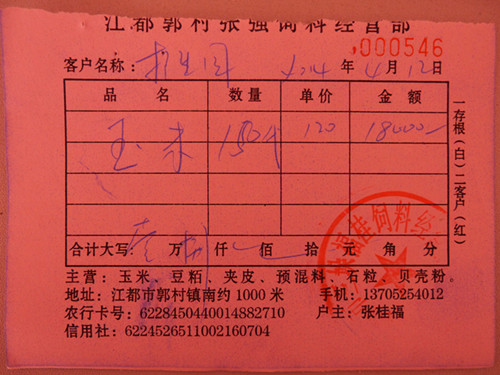 江都郭村张强饲料经营部
000546
客户名称： 2014 年 4 月 12 日
品 名 数量 单价 金额
玉米 150 120 18000
合计大写： 壹 万 捌 仟 佰 拾 元 角 分
一存根（白）二客户（红）
主营：玉米、豆粕、夹皮、预混料、石粒、贝壳粉
地址：江都市郭村镇南约 1000 米 手机：13705254012
农行卡号：6228450440014882710 户主：张桂福
信用社：6224526511002160704